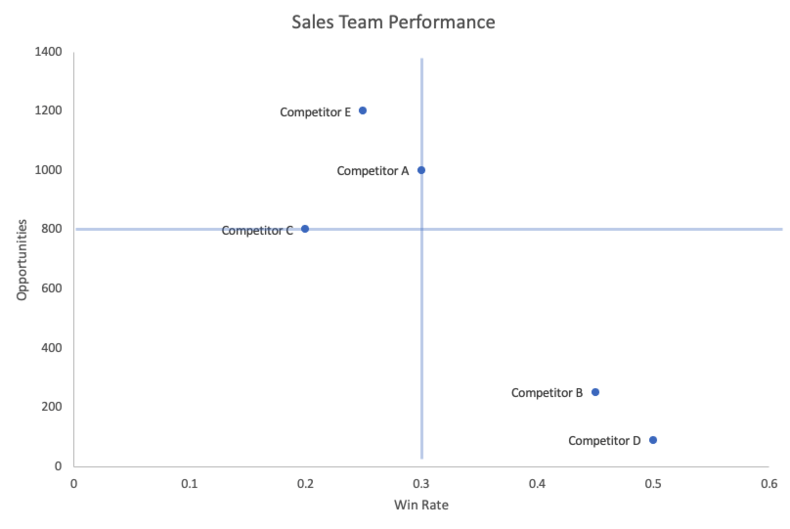 Sales Team Performance
1400
1200
1000
800
600
400
200
0
Opportunities
Competitor E
Competitor A
Competitor C
Competitor B
Competitor D
0 0.1 0.2 0.3 0.4 0.5 0.6
Win Rate